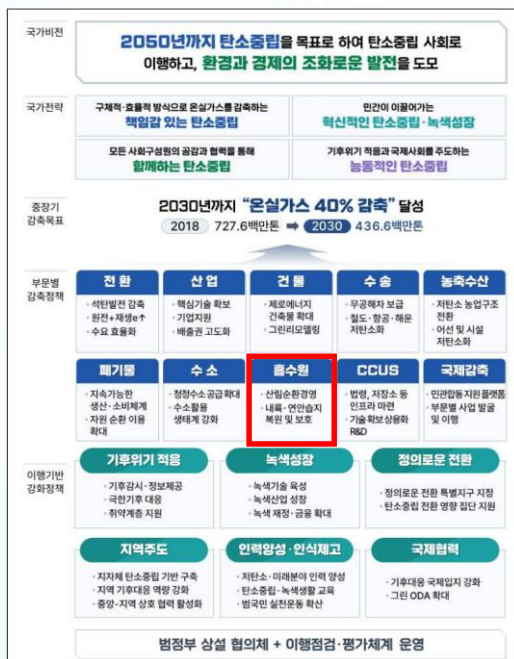 국가비전
2050년까지 탄소중립을 목표로 하여 탄소중립 사회로
이행하고, 환경과 경제의 조화로운 발전을 도모
국가전략
구체적·효율적 방식으로 온실가스를 감축하는
책임감 있는 탄소중립
민간이 이끌어가는
혁신적인 탄소중립·녹색성장
모든 사회구성원의 공감과 협력을 통해
함께하는 탄소중립
기후위기 적응과 국제사회를 주도하는
능동적인 탄소중립
중장기
감축목표
2030년까지 “온실가스 40% 감축” 달성
2018 727.6백만톤 ➡ 2030 436.6백만톤
부문별
감축정책
전환
• 석탄발전 감축
• 원전+재생e↑
• 수요 효율화
산업
• 핵심기술 확보
• 기업지원
• 배출권 고도화
건물
• 제로에너지
건축물 확대
• 그린리모델링
수송
• 무공해차 보급
• 철도·항공·해운
저탄소화
농축수산
• 저탄소 농업구조
전환
• 어선 및 시설
저탄소화
폐기물
• 지속가능한
생산·소비체계
• 자원 순환 이용
확대
수소
• 청정수소 공급 확대
• 수소활용
생태계 강화
흡수원
• 산림순환경영
• 내륙·연안습지
복원 및 보호
CCUS
• 법령, 저장소 등
인프라 마련
• 기술 확보 상용화
R&D
국제감축
• 민관합동 지원 플랫폼
• 부문별 사업 발굴
및 이행
이행기반
강화정책
기후위기 적응
• 기후감시·정보제공
• 극한기후 대응
• 취약계층 지원
녹색성장
• 녹색기술 육성
• 녹색산업 성장
• 녹색 재정·금융 확대
정의로운 전환
• 정의로운 전환 특별지구 지정
• 탄소중립 전환 영향 집단 지원
지역주도
• 지자체 탄소중립 기반 구축
• 지역 기후대응 역량 강화
• 중앙-지역 상호 협력 활성화
인력양성·인식제고
• 저탄소·미래분야 인력 양성
• 탄소중립·녹색생활 교육
• 범국민 실천운동 확산
국제협력
• 기후대응 국제입지 강화
• 그린 ODA 확대
범정부 상설 협의체 + 이행점검·평가체계 운영